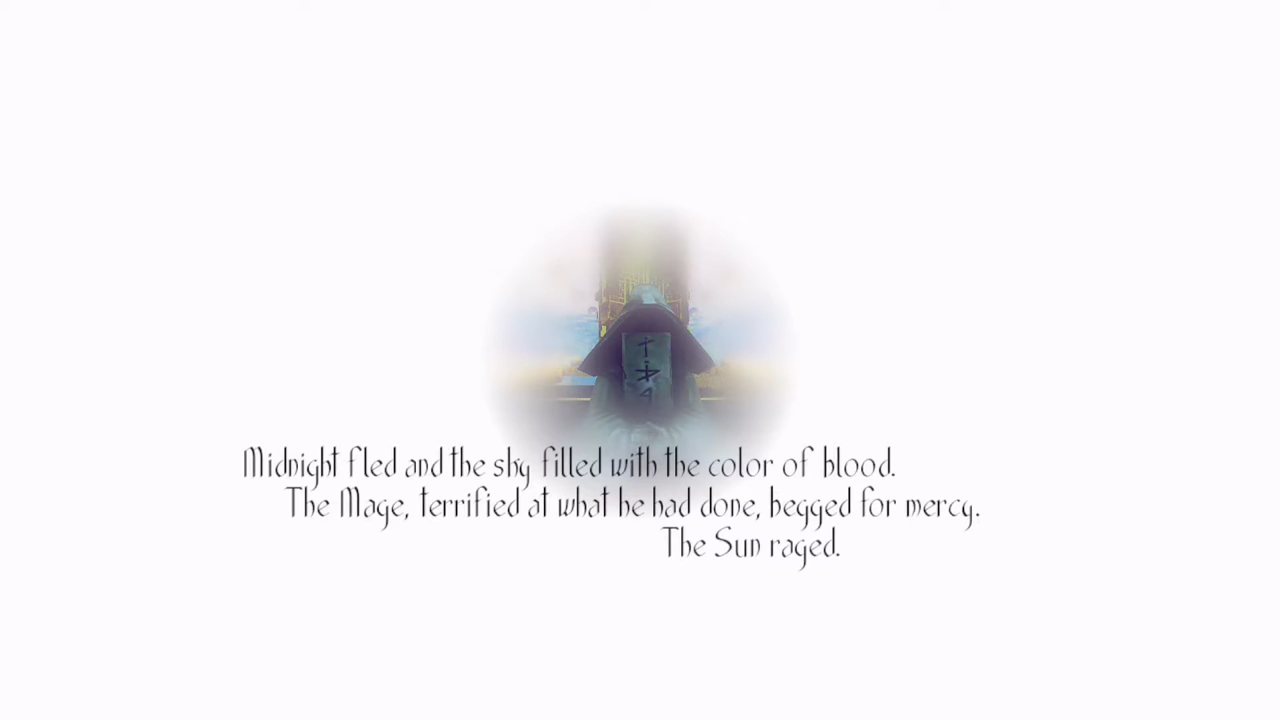 Midnight fled and the sky filled with the color of blood.
The Mage, terrified at what he had done, begged for mercy.
The Sun raged.